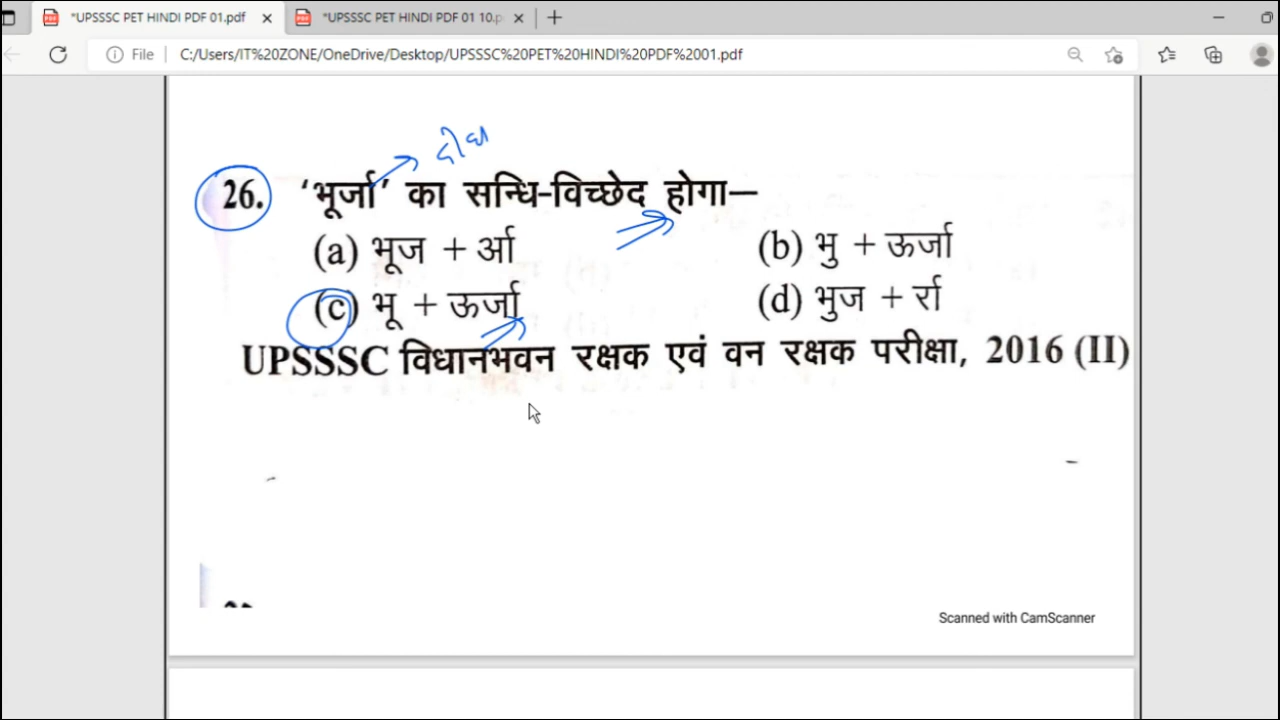 *UPSSSC PET HINDI PDF 01.pdf
*UPSSSC PET HINDI PDF 01 10.p
File
C:/Users/IT%20ZONE/OneDrive/Desktop/UPSSSC%20PET%20HINDI%20PDF%2001.pdf
दीर्घ
26. 'भूर्जा' का सन्धि-विच्छेद होगा—
(a) भूज + र्आ (b) भु + ऊर्जा
(c) भू + ऊर्जा (d) भुज + र्रा
UPSSSC विधानभवन रक्षक एवं वन रक्षक परीक्षा, 2016 (II)
Scanned with CamScanner